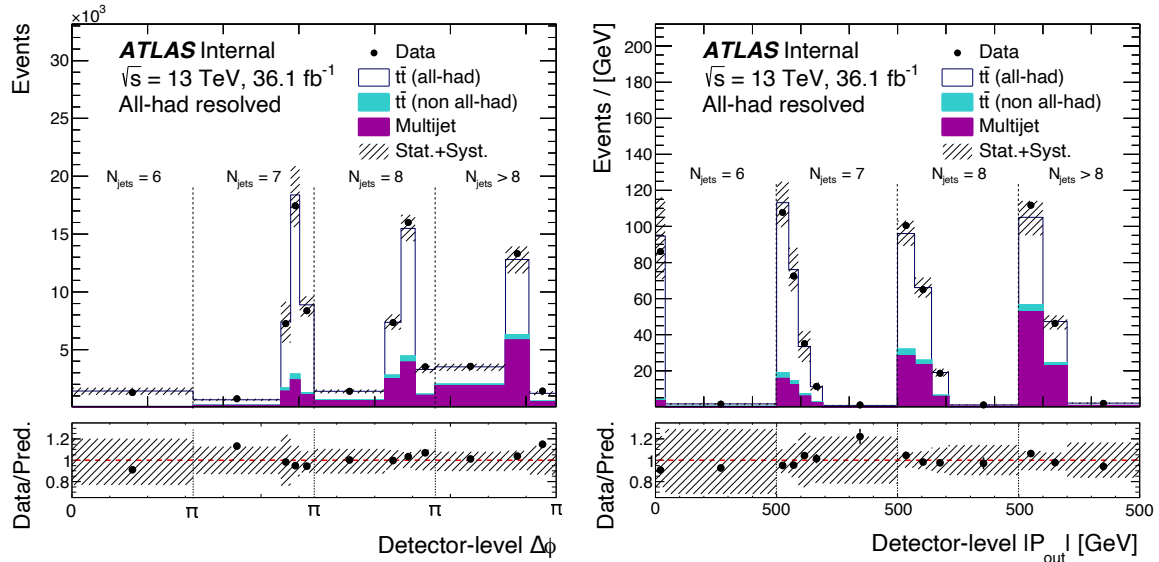 ×10³
Events
ATLAS Internal
√s = 13 TeV, 36.1 fb⁻¹
All-had resolved
Data
tt̄ (all-had)
tt̄ (non all-had)
Multijet
Stat.+Syst.
N_jets = 6
N_jets = 7
N_jets = 8
N_jets > 8
30
25
20
15
10
5
Data/Pred.
1.2
1
0.8
0
π
π
π
π
Detector-level Δϕ
Events / [GeV]
ATLAS Internal
√s = 13 TeV, 36.1 fb⁻¹
All-had resolved
Data
tt̄ (all-had)
tt̄ (non all-had)
Multijet
Stat.+Syst.
N_jets = 6
N_jets = 7
N_jets = 8
N_jets > 8
200
180
160
140
120
100
80
60
40
20
Data/Pred.
1.2
1
0.8
0
500
500
500
500
Detector-level |P_out| [GeV]